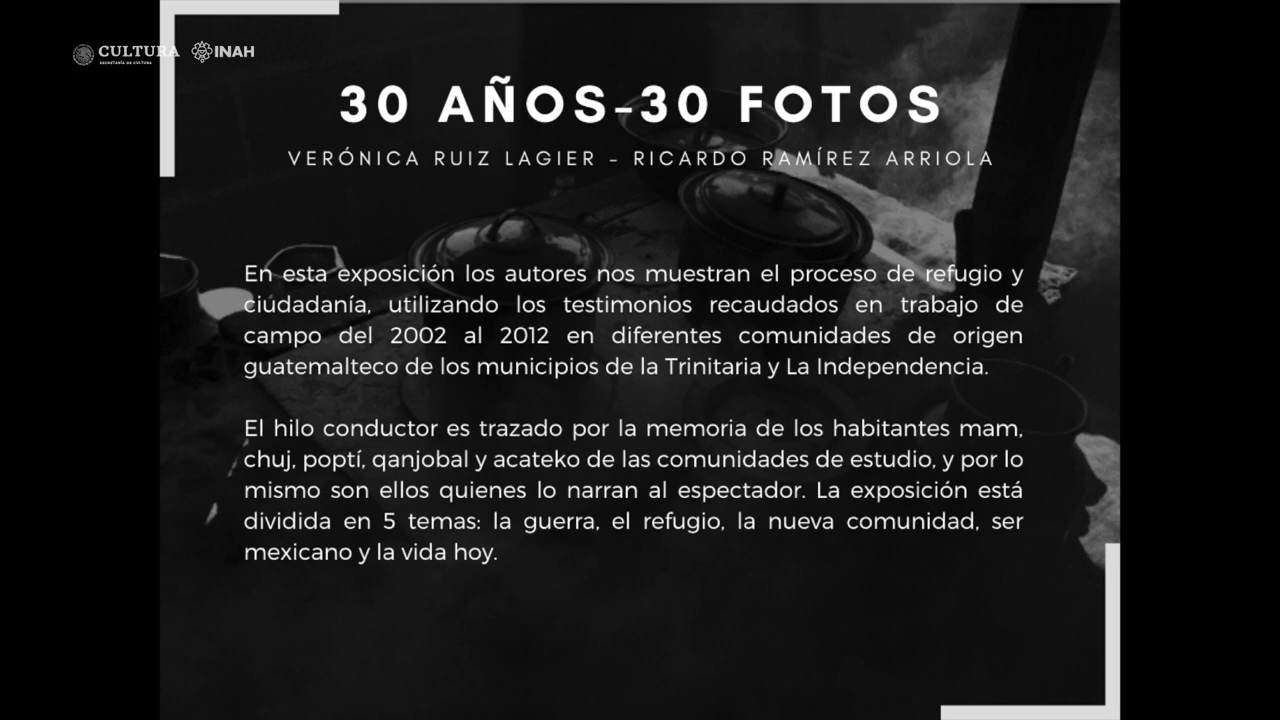 CULTURA
SECRETARÍA DE CULTURA
INAH
30 AÑOS-30 FOTOS
VERÓNICA RUIZ LAGIER - RICARDO RAMÍREZ ARRIOLA
En esta exposición los autores nos muestran el proceso de refugio y
ciudadanía, utilizando los testimonios recaudados en trabajo de
campo del 2002 al 2012 en diferentes comunidades de origen
guatemalteco de los municipios de la Trinitaria y La Independencia.
El hilo conductor es trazado por la memoria de los habitantes mam,
chuj, poptí, qanjobal y acateko de las comunidades de estudio, y por lo
mismo son ellos quienes lo narran al espectador. La exposición está
dividida en 5 temas: la guerra, el refugio, la nueva comunidad, ser
mexicano y la vida hoy.